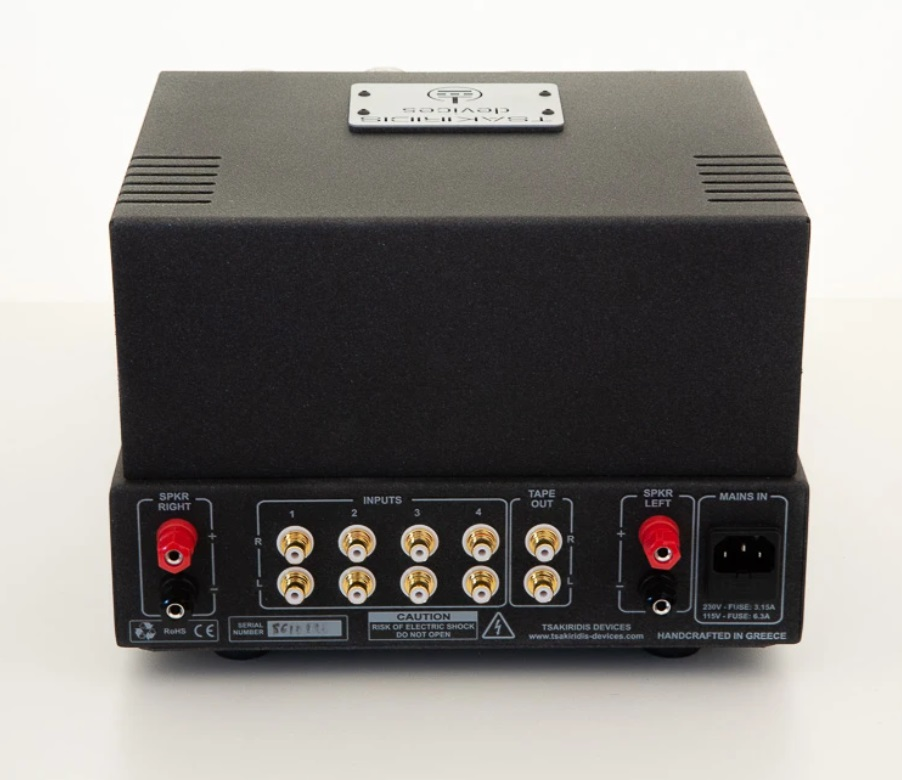 TSAKIRIDIS
devices
SPKR
RIGHT
+
-
INPUTS
1 2 3 4
R
L
TAPE
OUT
R
L
SPKR
LEFT
+
-
MAINS IN
230V - FUSE: 3.15A
115V - FUSE: 6.3A
RoHS CE
SERIAL
NUMBER
CAUTION
RISK OF ELECTRIC SHOCK
DO NOT OPEN
TSAKIRIDIS DEVICES
www.tsakiridis-devices.com
HANDCRAFTED IN GREECE